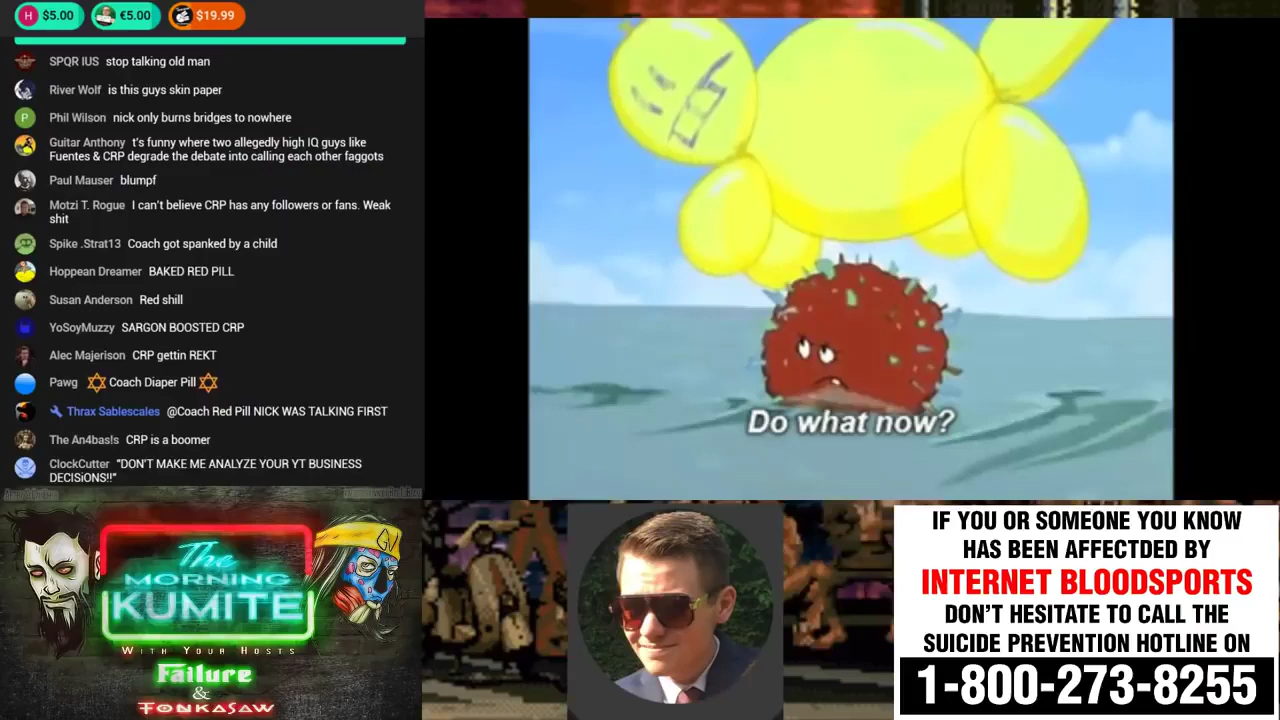 $5.00
€5.00
$19.99
SPQR IUS stop talking old man
River Wolf is this guys skin paper
P
Phil Wilson nick only burns bridges to nowhere
Guitar Anthony t's funny where two allegedly high IQ guys like
Fuentes & CRP degrade the debate into calling each other faggots
Paul Mauser blumpf
Motzi T. Rogue I can't believe CRP has any followers or fans. Weak
shit
Spike .Strat13 Coach got spanked by a child
Hoppean Dreamer BAKED RED PILL
Susan Anderson Red shill
YoSoyMuzzy SARGON BOOSTED CRP
Alec Majerison CRP gettin REKT
Pawg ✡ Coach Diaper Pill ✡
Thrax Sablescales @Coach Red Pill NICK WAS TALKING FIRST
The An4bas!s CRP is a boomer
ClockCutter "DON'T MAKE ME ANALYZE YOUR YT BUSINESS
DECISiONS!!"
H
Do what now?
The
MORNING
KUMITE
WITH YOUR HOSTS
Failure
&
TONKASAW
IF YOU OR SOMEONE YOU KNOW
HAS BEEN AFFECTDED BY
INTERNET BLOODSPORTS
DON'T HESITATE TO CALL THE
SUICIDE PREVENTION HOTLINE ON
1-800-273-8255